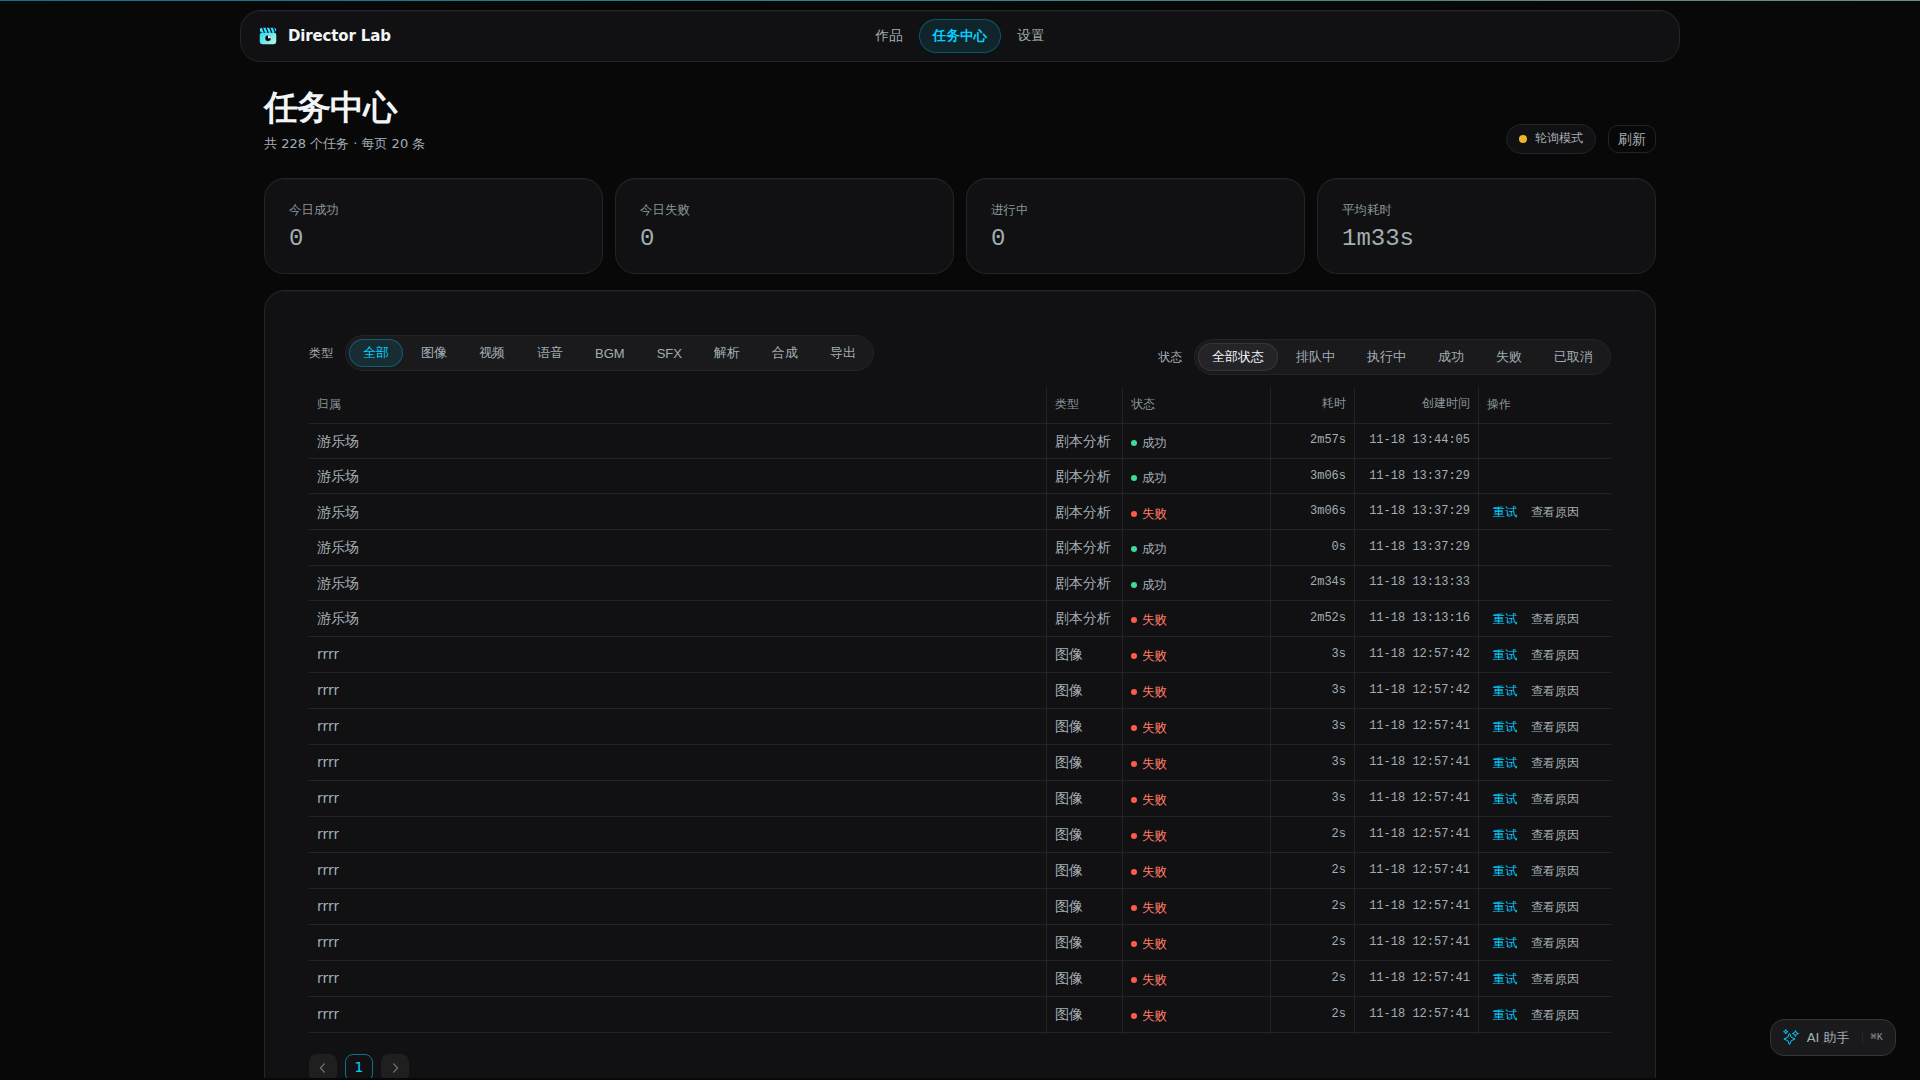 Director Lab 作品 任务中心 设置
任务中心
共 228 个任务 · 每页 20 条 轮询模式 刷新
今日成功 今日失败 进行中 平均耗时
0 0 0 1m33s
类型 全部 图像 视频 语音 BGM SFX 解析 合成 导出 状态 全部状态 排队中 执行中 成功 失败 已取消
归属 类型 状态 耗时 创建时间 操作
游乐场 剧本分析 成功 2m57s 11-18 13:44:05
游乐场 剧本分析 成功 3m06s 11-18 13:37:29
游乐场 剧本分析 失败 3m06s 11-18 13:37:29 重试 查看原因
游乐场 剧本分析 成功 0s 11-18 13:37:29
游乐场 剧本分析 成功 2m34s 11-18 13:13:33
游乐场 剧本分析 失败 2m52s 11-18 13:13:16 重试 查看原因
rrrr 图像 失败 3s 11-18 12:57:42 重试 查看原因
rrrr 图像 失败 3s 11-18 12:57:42 重试 查看原因
rrrr 图像 失败 3s 11-18 12:57:41 重试 查看原因
rrrr 图像 失败 3s 11-18 12:57:41 重试 查看原因
rrrr 图像 失败 3s 11-18 12:57:41 重试 查看原因
rrrr 图像 失败 2s 11-18 12:57:41 重试 查看原因
rrrr 图像 失败 2s 11-18 12:57:41 重试 查看原因
rrrr 图像 失败 2s 11-18 12:57:41 重试 查看原因
rrrr 图像 失败 2s 11-18 12:57:41 重试 查看原因
rrrr 图像 失败 2s 11-18 12:57:41 重试 查看原因
rrrr 图像 失败 2s 11-18 12:57:41 重试 查看原因
AI 助手 ⌘K
1